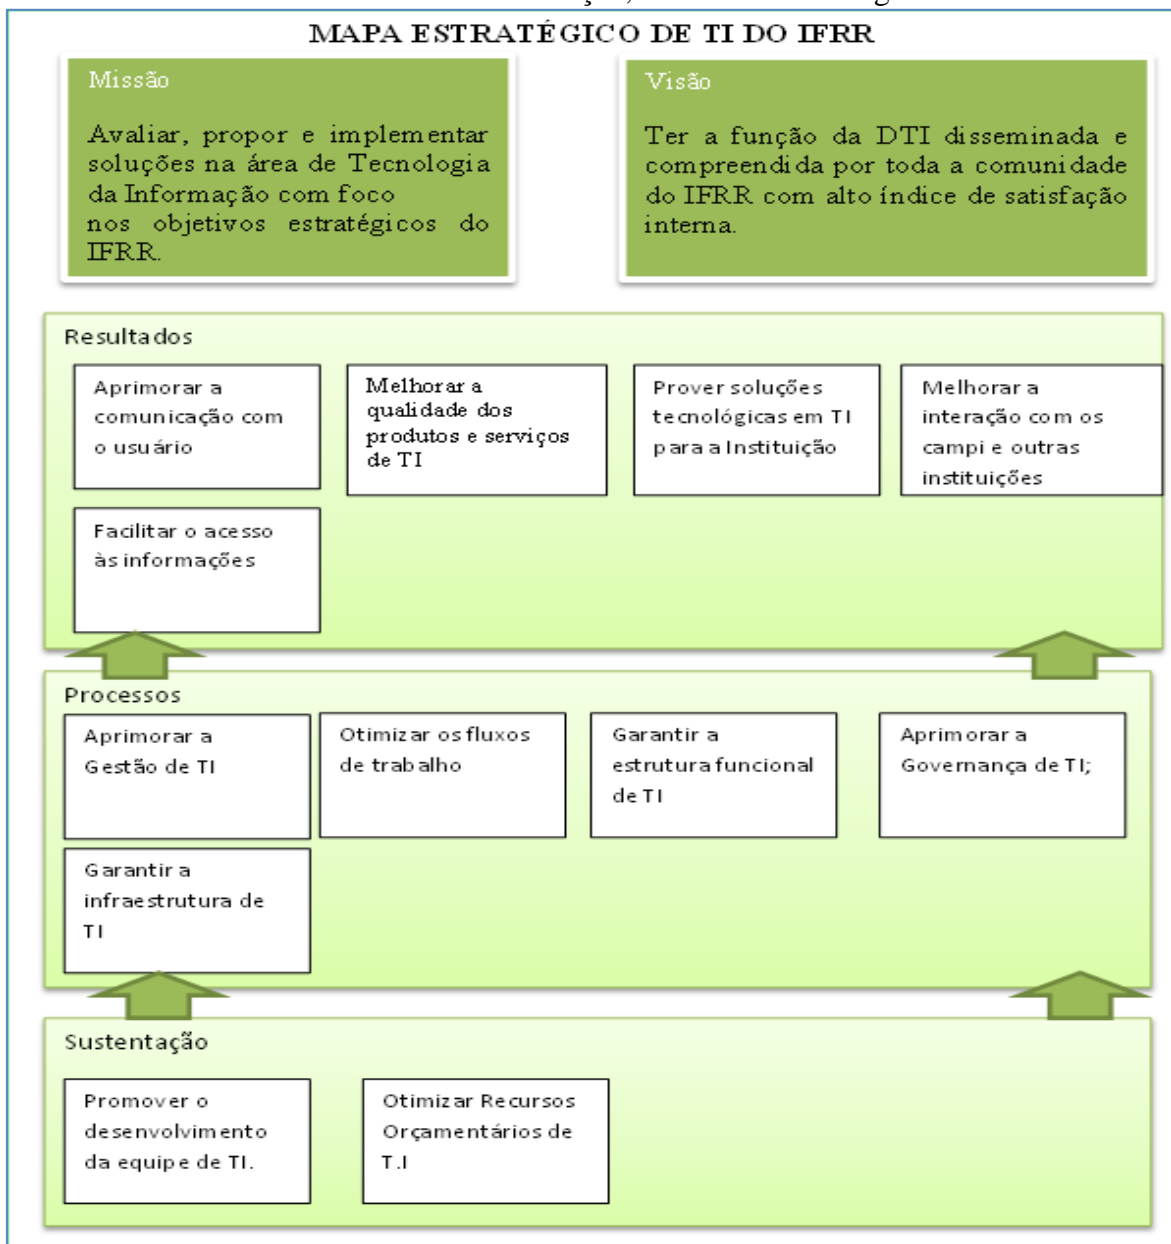 MAPA ESTRATÉGICO DE TI DO IFRR
Missão
Avaliar, propor e implementar
soluções na área de Tecnologia
da Informação com foco
nos objetivos estratégicos do
IFRR.
Visão
Ter a função da DTI disseminada e
compreendida por toda a comunidade
do IFRR com alto índice de satisfação
interna.
Resultados
Aprimorar a
comunicação com
o usuário
Melhorar a
qualidade dos
produtos e serviços
de TI
Prover soluções
tecnológicas em TI
para a Instituição
Melhorar a
interação com os
campi e outras
instituições
Facilitar o acesso
às informações
Processos
Aprimorar a
Gestão de TI
Otimizar os fluxos
de trabalho
Garantir a
estrutura funcional
de TI
Aprimorar a
Governança de TI;
Garantir a
infraestrutura de
TI
Sustentação
Promover o
desenvolvimento
da equipe de TI.
Otimizar Recursos
Orçamentários de
T.I